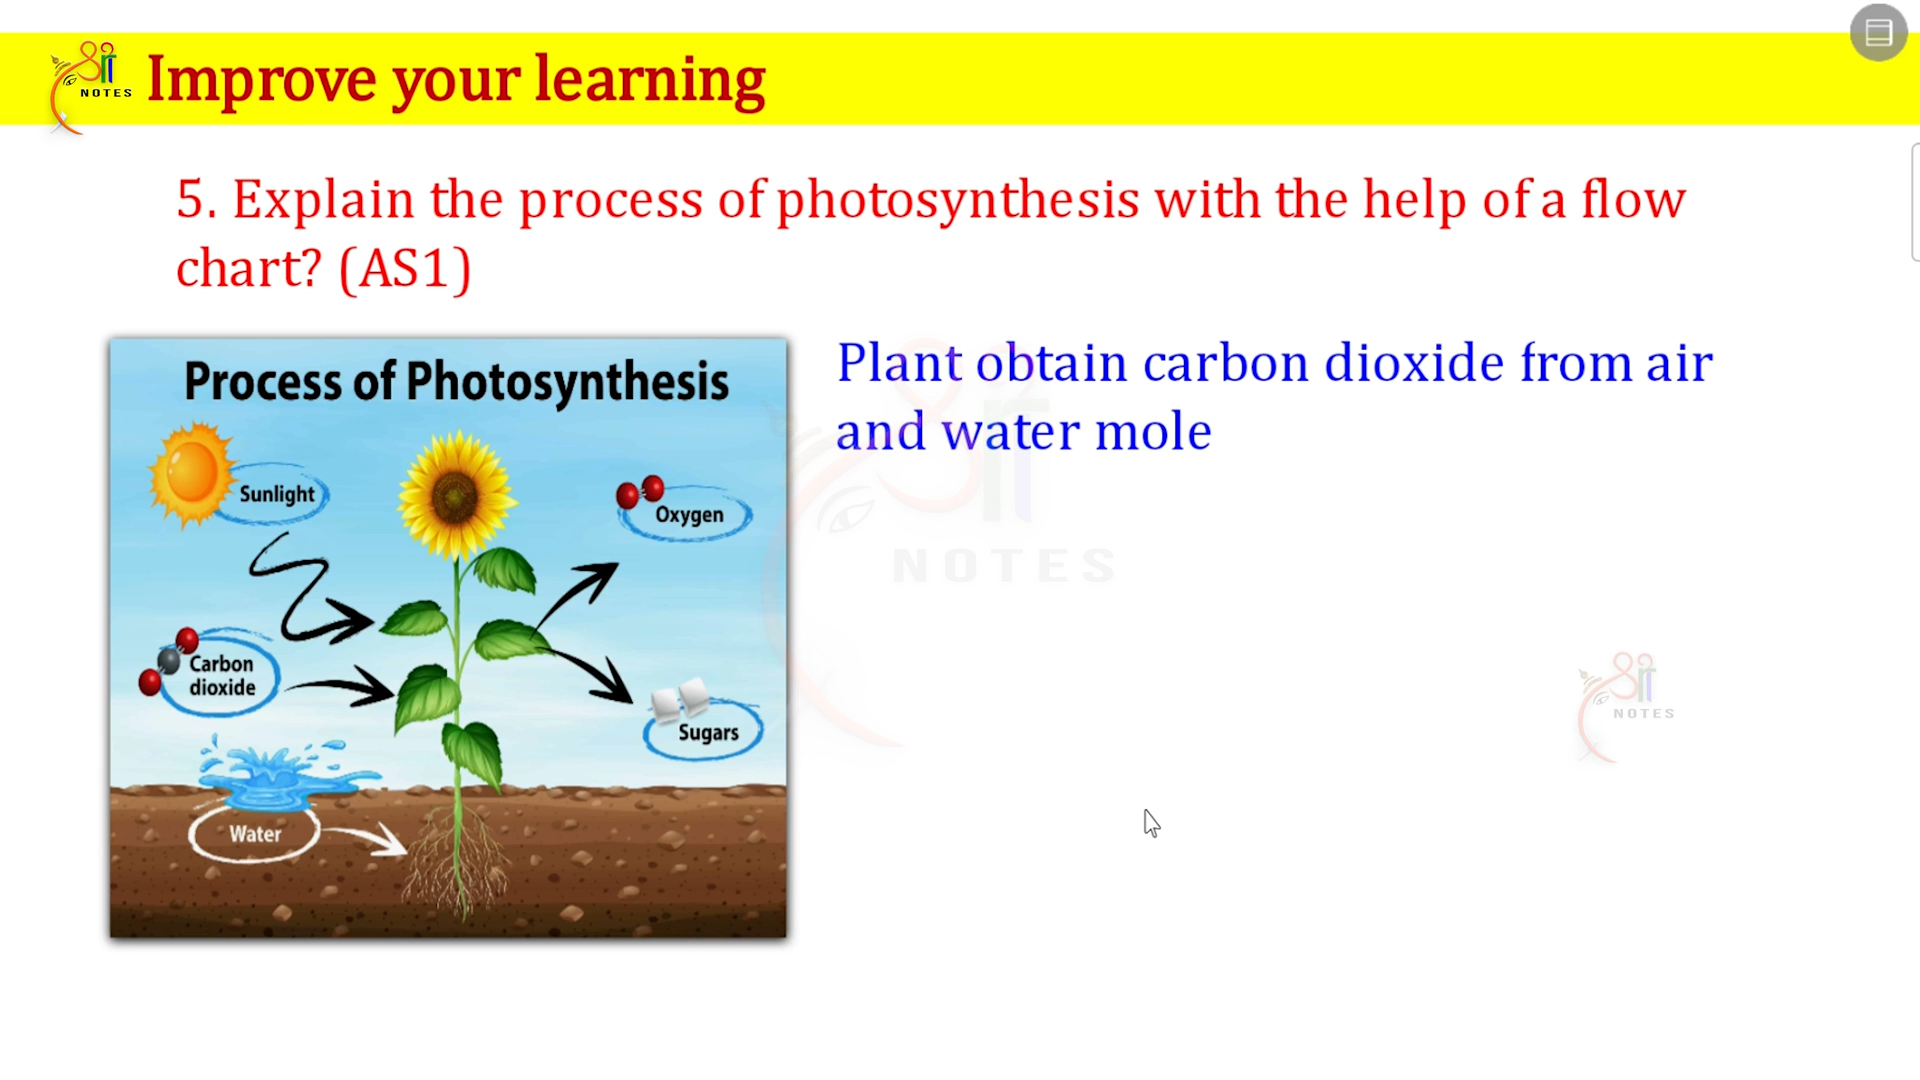 NOTES
Improve your learning
5. Explain the process of photosynthesis with the help of a flow
chart? (AS1)
Process of Photosynthesis
Sunlight
Oxygen
Carbon
dioxide
Sugars
Water
Plant obtain carbon dioxide from air
and water mole
NOTES
NOTES